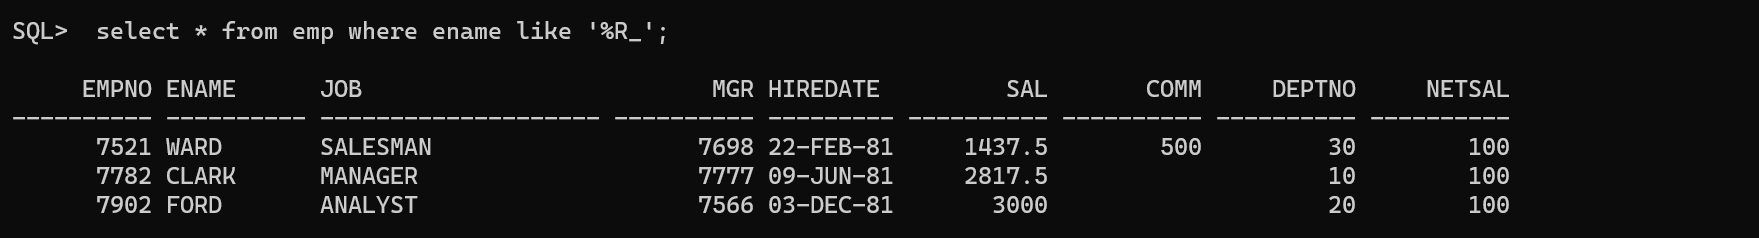 SQL>  select * from emp where ename like '%R_';
     EMPNO ENAME      JOB                         MGR HIREDATE         SAL       COMM     DEPTNO     NETSAL
---------- ---------- -------------------- ---------- --------- ---------- ---------- ---------- ----------
      7521 WARD       SALESMAN                   7698 22-FEB-81     1437.5        500         30        100
      7782 CLARK      MANAGER                    7777 09-JUN-81     2817.5                    10        100
      7902 FORD       ANALYST                    7566 03-DEC-81       3000                    20        100